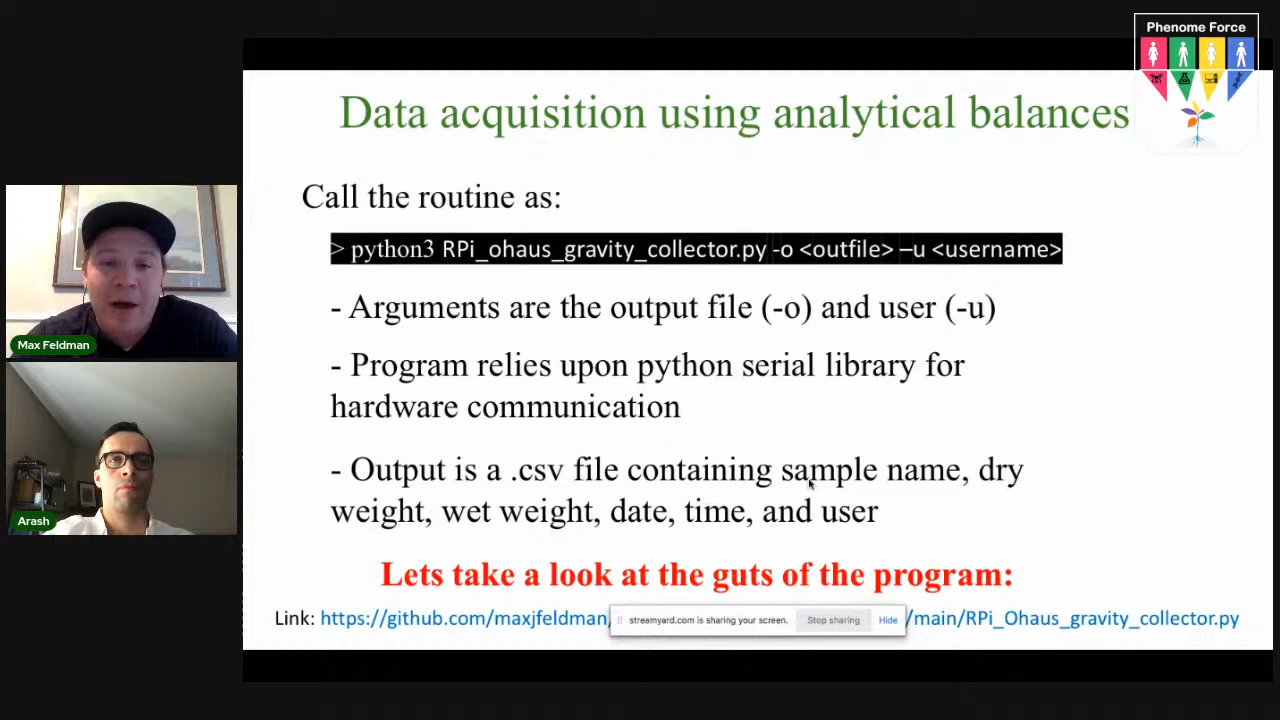 Phenome Force
Data acquisition using analytical balances
Call the routine as:
> python3 RPi_ohaus_gravity_collector.py -o <outfile> –u <username>
- Arguments are the output file (-o) and user (-u)
- Program relies upon python serial library for
hardware communication
- Output is a .csv file containing sample name, dry
weight, wet weight, date, time, and user
Lets take a look at the guts of the program:
Link: https://github.com/maxjfeldman, /main/RPi_Ohaus_gravity_collector.py
streamyard.com is sharing your screen. Stop sharing Hide
Max Feldman
Arash